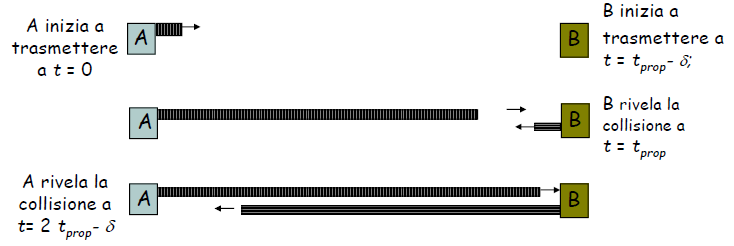 A inizia a
trasmettere
a t = 0
A
B
B inizia a
trasmettere a
t = tprop- δ;
A
B
B rivela la
collisione a
t = tprop
A rivela la
collisione a
t= 2 tprop- δ
A
B